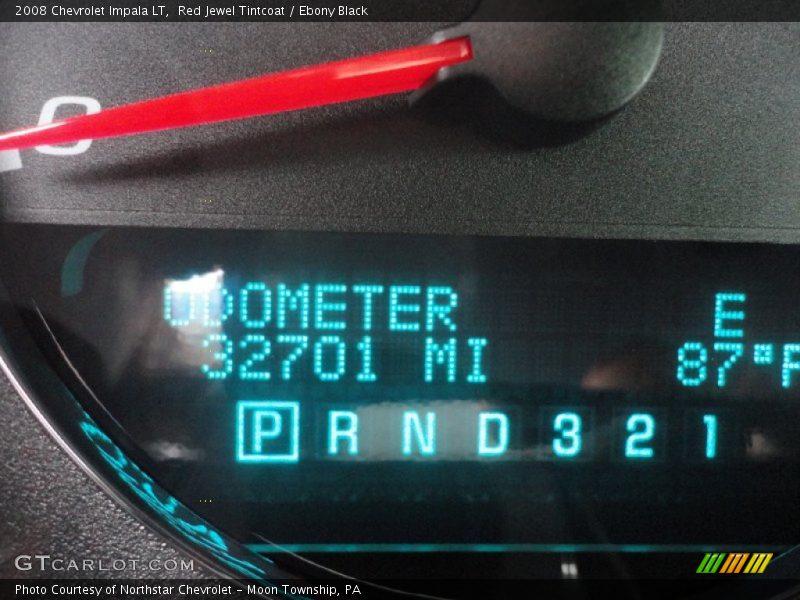 2008 Chevrolet Impala LT,  Red Jewel Tintcoat / Ebony Black
0
ODOMETER E
32701 MI 87°F
P R N D 3 2 1
GTCARLOT.COM
Photo Courtesy of Northstar Chevrolet - Moon Township, PA